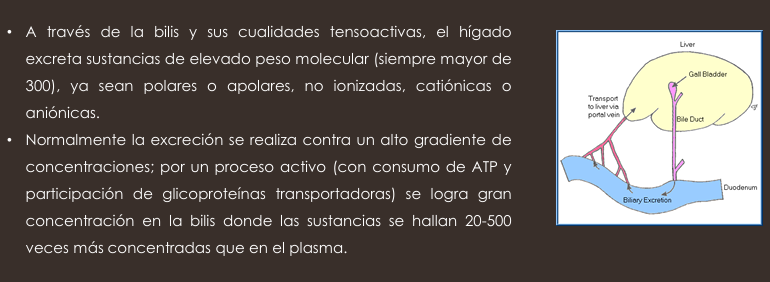 • A través de la bilis y sus cualidades tensoactivas, el hígado
excreta sustancias de elevado peso molecular (siempre mayor de
300), ya sean polares o apolares, no ionizadas, catiónicas o
aniónicas.
• Normalmente la excreción se realiza contra un alto gradiente de
concentraciones; por un proceso activo (con consumo de ATP y
participación de glicoproteínas transportadoras) se logra gran
concentración en la bilis donde las sustancias se hallan 20-500
veces más concentradas que en el plasma.
Liver
Gall Bladder
Transport
to liver via
portal vein
Bile Duct
Duodenum
Biliary Excretion